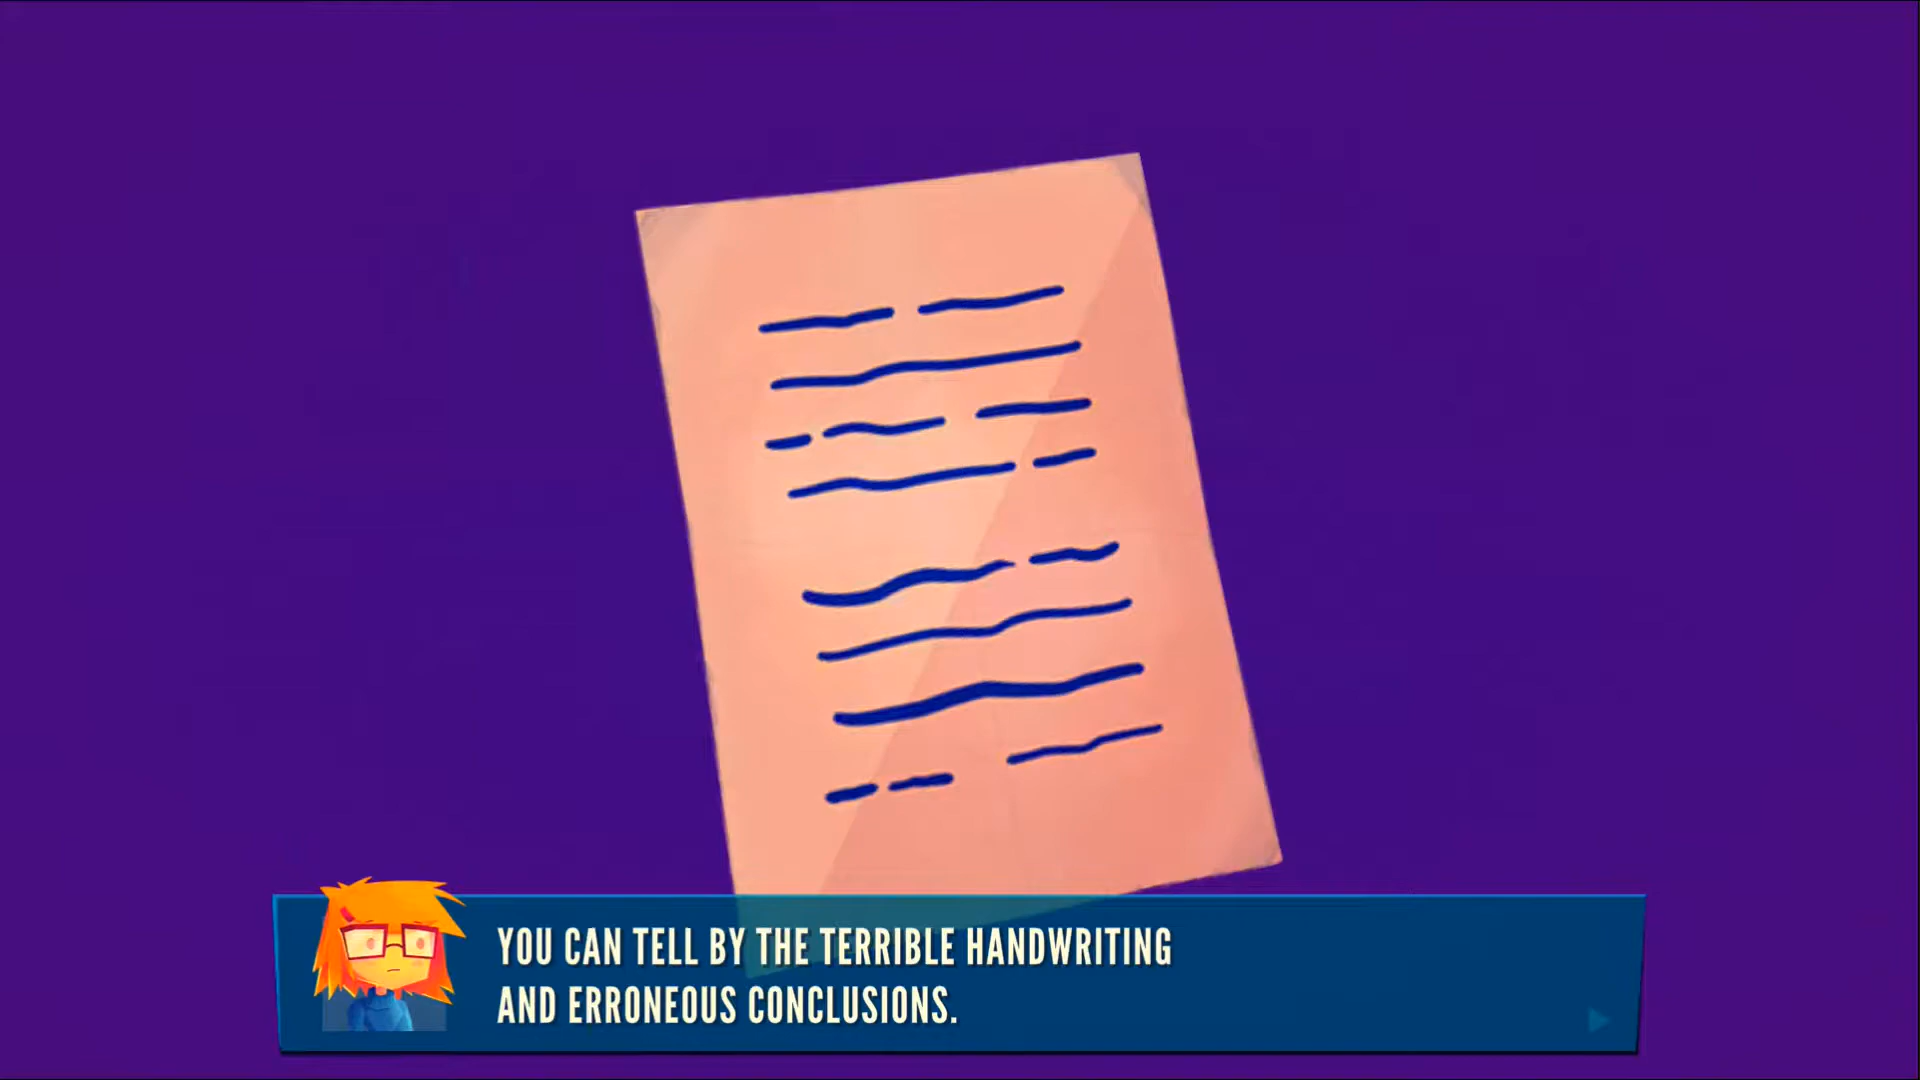 YOU CAN TELL BY THE TERRIBLE HANDWRITING
AND ERRONEOUS CONCLUSIONS.